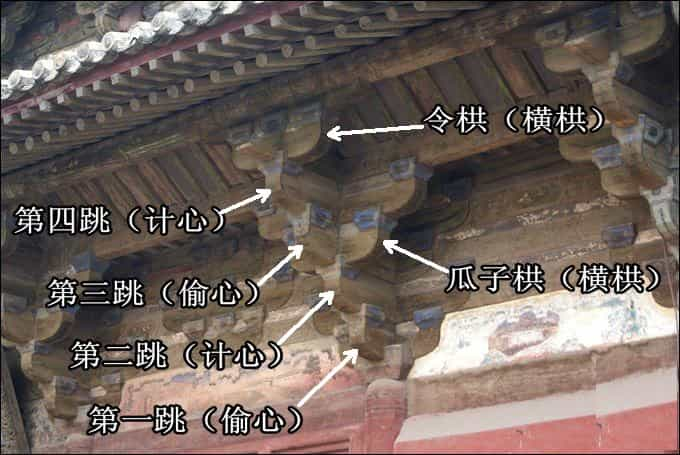 令栱（横栱）
第四跳（计心）
瓜子栱（横栱）
第三跳（偷心）
第二跳（计心）
第一跳（偷心）